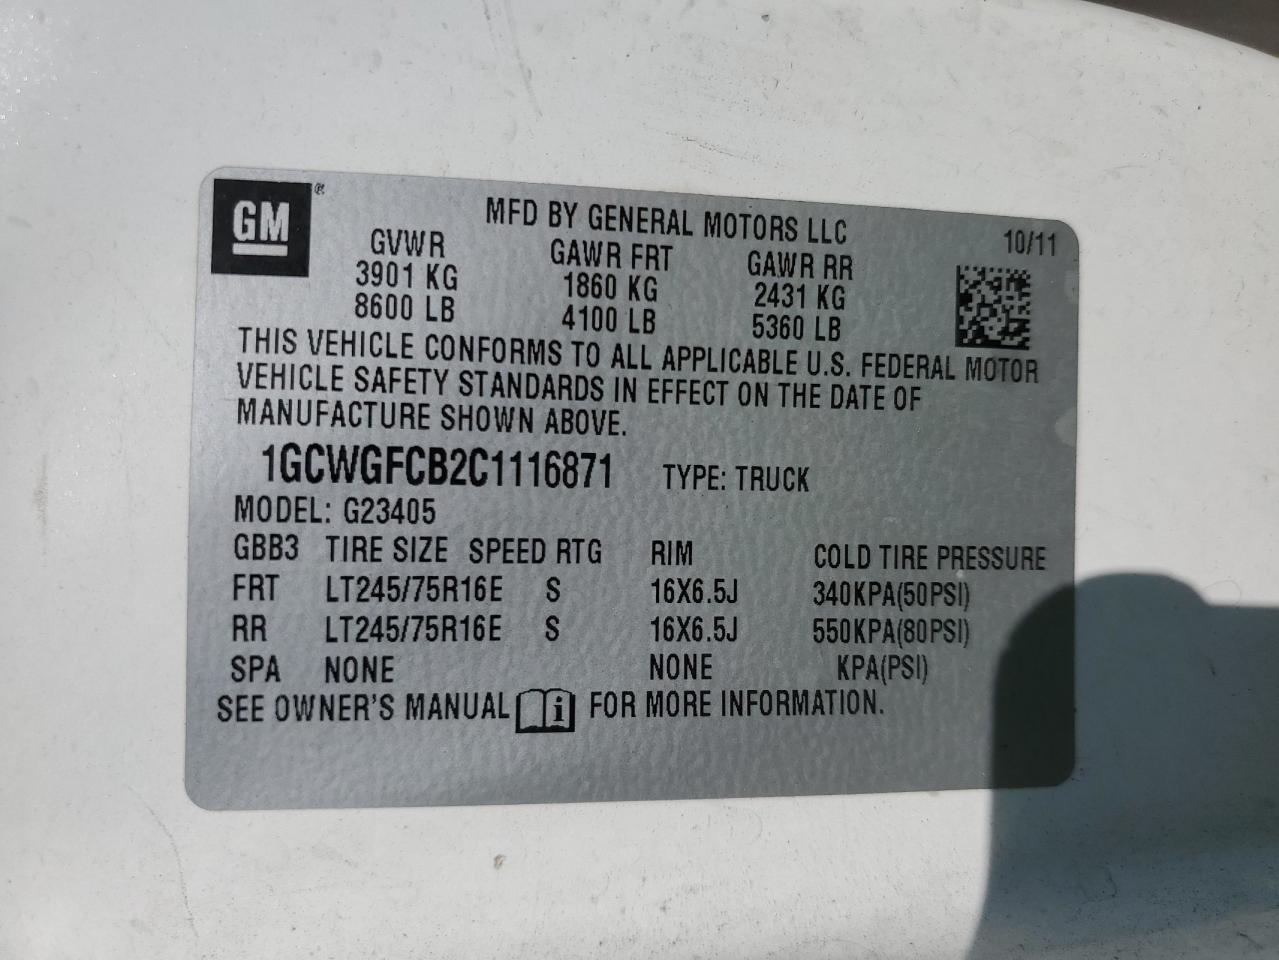 GM ®
MFD BY GENERAL MOTORS LLC 10/11
GVWR GAWR FRT GAWR RR
3901 KG 1860 KG 2431 KG
8600 LB 4100 LB 5360 LB
THIS VEHICLE CONFORMS TO ALL APPLICABLE U.S. FEDERAL MOTOR
VEHICLE SAFETY STANDARDS IN EFFECT ON THE DATE OF
MANUFACTURE SHOWN ABOVE.
1GCWGFCB2C1116871 TYPE: TRUCK
MODEL: G23405
GBB3 TIRE SIZE SPEED RTG RIM COLD TIRE PRESSURE
FRT LT245/75R16E S 16X6.5J 340KPA(50PSI)
RR LT245/75R16E S 16X6.5J 550KPA(80PSI)
SPA NONE NONE KPA(PSI)
SEE OWNER'S MANUAL i FOR MORE INFORMATION.